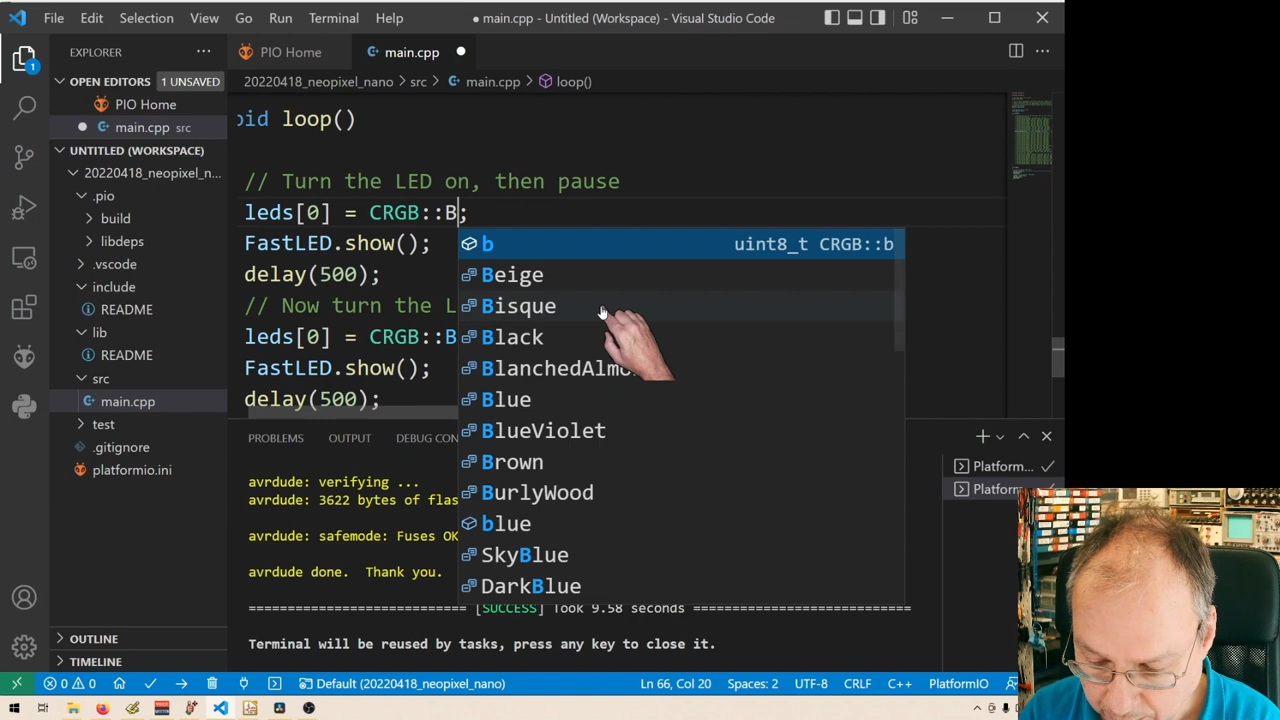 File Edit Selection View Go Run Terminal Help
● main.cpp - Untitled (Workspace) - Visual Studio Code
EXPLORER ...
PIO Home
main.cpp ●
OPEN EDITORS 1 UNSAVED
PIO Home
main.cpp src
UNTITLED (WORKSPACE)
20220418_neopixel_n...
.pio
build
libdeps
.vscode
include
README
lib
README
src
main.cpp
test
.gitignore
platformio.ini
OUTLINE
TIMELINE
1
20220418_neopixel_nano > src > main.cpp > loop()
oid loop()
// Turn the LED on, then pause
leds[0] = CRGB::B;
FastLED.show();
delay(500);
// Now turn the L
leds[0] = CRGB::B
FastLED.show();
delay(500);
b uint8_t CRGB::b
Beige
Bisque
Black
BlanchedAlmo
Blue
BlueViolet
Brown
BurlyWood
blue
SkyBlue
DarkBlue
PROBLEMS OUTPUT DEBUG CON
avrdude: verifying ...
avrdude: 3622 bytes of flas
avrdude: safemode: Fuses OK
avrdude done. Thank you.
=========================== [SUCCESS] Took 9.58 seconds ===========================
Terminal will be reused by tasks, press any key to close it.
Platform...
Platform
0 0 Default (20220418_neopixel_nano) Ln 66, Col 20 Spaces: 2 UTF-8 CRLF C++ PlatformIO